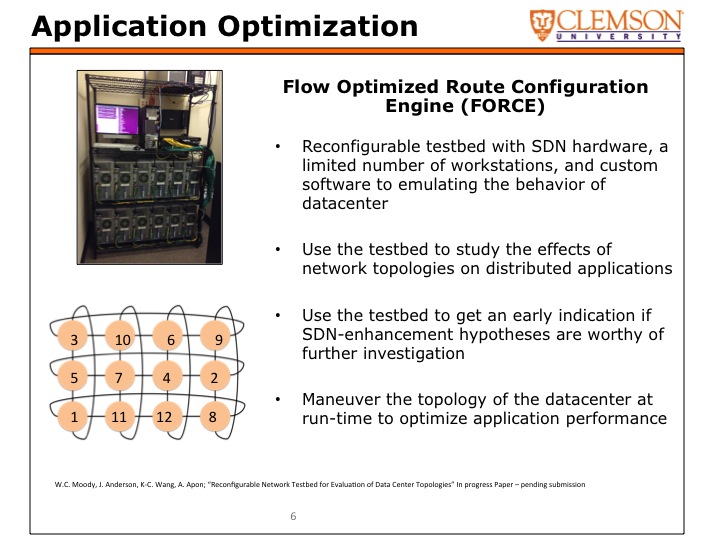 Application Optimization
CLEMSON
UNIVERSITY
Flow Optimized Route Configuration
Engine (FORCE)
• Reconfigurable testbed with SDN hardware, a
limited number of workstations, and custom
software to emulating the behavior of
datacenter
• Use the testbed to study the effects of
network topologies on distributed applications
• Use the testbed to get an early indication if
SDN-enhancement hypotheses are worthy of
further investigation
• Maneuver the topology of the datacenter at
run-time to optimize application performance
3 10 6 9
5 7 4 2
1 11 12 8
W.C. Moody, J. Anderson, K-C. Wang, A. Apon; “Reconfigurable Network Testbed for Evaluation of Data Center Topologies” In progress Paper – pending submission
6